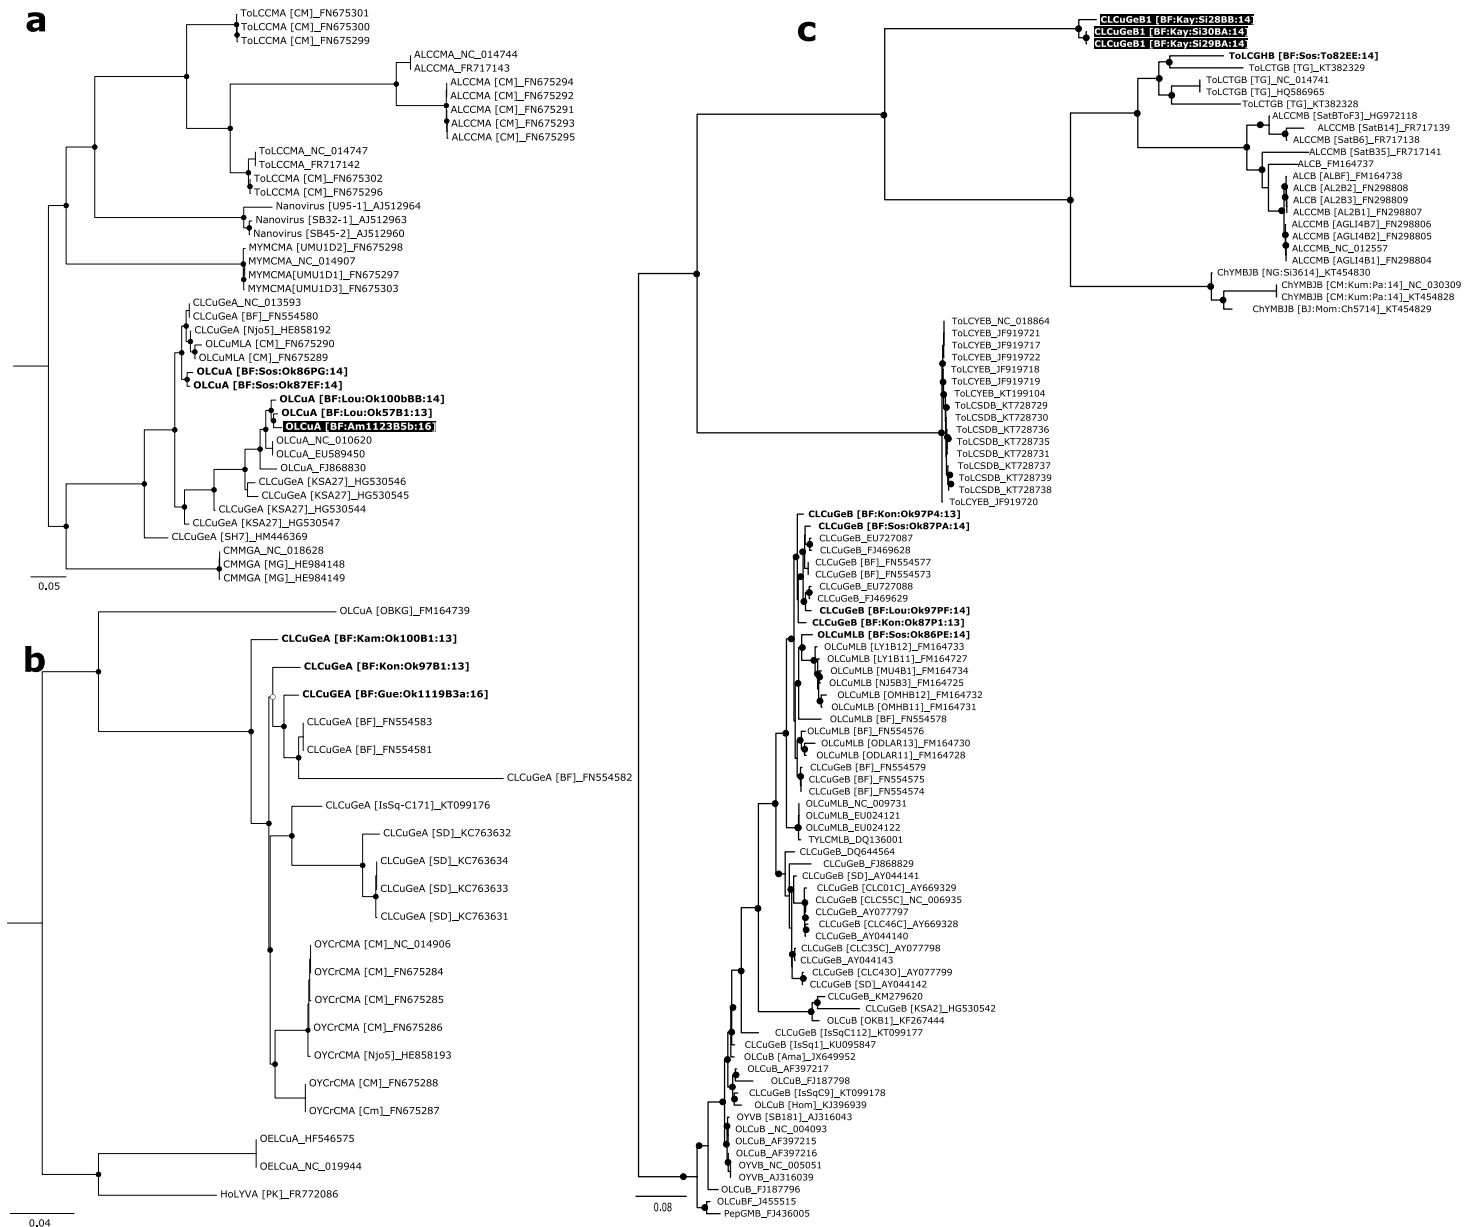 a
ToLCCMA [CM]_FN675301
ToLCCMA [CM]_FN675300
ToLCCMA [CM]_FN675299
ALCCMA_NC_014744
ALCCMA_FR717143
ALCCMA [CM]_FN675294
ALCCMA [CM]_FN675292
ALCCMA [CM]_FN675291
ALCCMA [CM]_FN675293
ALCCMA [CM]_FN675295
ToLCCMA_NC_014747
ToLCCMA_FR717142
ToLCCMA [CM]_FN675302
ToLCCMA [CM]_FN675296
Nanovirus [U95-1]_AJ512964
Nanovirus [SB32-1]_AJ512963
Nanovirus [SB45-2]_AJ512960
MYMCMA [UMU1D2]_FN675298
MYMCMA_NC_014907
MYMCMA[UMU1D1]_FN675297
MYMCMA[UMU1D3]_FN675303
CLCuGeA_NC_013593
CLCuGeA [BF]_FN554580
CLCuGeA [Njo5]_HE858192
OLCuMLA [CM]_FN675290
OLCuMLA [CM]_FN675289
OLCuA [BF:Sos:Ok86PG:14]
OLCuA [BF:Sos:Ok87EF:14]
OLCuA [BF:Lou:Ok100bBB:14]
OLCuA [BF:Lou:Ok57B1:13]
OLCuA [BF:Am1123B5b:16]
OLCuA_NC_010620
OLCuA_EU589450
OLCuA_FJ868830
CLCuGeA [KSA27]_HG530546
CLCuGeA [KSA27]_HG530545
CLCuGeA [KSA27]_HG530544
CLCuGeA [KSA27]_HG530547
CLCuGeA [SH7]_HM446369
CMMGA_NC_018628
CMMGA [MG]_HE984148
CMMGA [MG]_HE984149
0.05
b
OLCuA [OBKG]_FM164739
CLCuGeA [BF:Kam:Ok100B1:13]
CLCuGeA [BF:Kon:Ok97B1:13]
CLCuGEA [BF:Gue:Ok1119B3a:16]
CLCuGeA [BF]_FN554583
CLCuGeA [BF]_FN554581
CLCuGeA [BF]_FN554582
CLCuGeA [IsSq-C171]_KT099176
CLCuGeA [SD]_KC763632
CLCuGeA [SD]_KC763634
CLCuGeA [SD]_KC763633
CLCuGeA [SD]_KC763631
OYCrCMA [CM]_NC_014906
OYCrCMA [CM]_FN675284
OYCrCMA [CM]_FN675285
OYCrCMA [CM]_FN675286
OYCrCMA [Njo5]_HE858193
OYCrCMA [CM]_FN675288
OYCrCMA [Cm]_FN675287
OELCuA_HF546575
OELCuA_NC_019944
HoLYVA [PK]_FR772086
0.04
c
CLCuGeB1 [BF:Kay:Si28BB:14]
CLCuGeB1 [BF:Kay:Si30BA:14]
CLCuGeB1 [BF:Kay:Si29BA:14]
ToLCGHB [BF:Sos:To82EE:14]
ToLCTGB [TG]_KT382329
ToLCTGB [TG]_NC_014741
ToLCTGB [TG]_HQ586965
ToLCTGB [TG]_KT382328
ALCCMB [SatBToF3]_HG972118
ALCCMB [SatB14]_FR717139
ALCCMB [SatB6]_FR717138
ALCCMB [SatB35]_FR717141
ALCB_FM164737
ALCB [ALBF]_FM164738
ALCB [AL2B2]_FN298808
ALCB [AL2B3]_FN298809
ALCCMB [AL2B1]_FN298807
ALCCMB [AGLI4B7]_FN298806
ALCCMB [AGLI4B2]_FN298805
ALCCMB_NC_012557
ALCCMB [AGLI4B1]_FN298804
ChYMBJB [NG:Si3614]_KT454830
ChYMBJB [CM:Kum:Pa:14]_NC_030309
ChYMBJB [CM:Kum:Pa:14]_KT454828
ChYMBJB [BJ:Mom:Ch5714]_KT454829
ToLCYEB_NC_018864
ToLCYEB_JF919721
ToLCYEB_JF919717
ToLCYEB_JF919722
ToLCYEB_JF919718
ToLCYEB_JF919719
ToLCYEB_KT199104
ToLCSDB_KT728729
ToLCSDB_KT728730
ToLCSDB_KT728736
ToLCSDB_KT728735
ToLCSDB_KT728731
ToLCSDB_KT728737
ToLCSDB_KT728739
ToLCSDB_KT728738
ToLCYEB_JF919720
CLCuGeB [BF:Kon:Ok97P4:13]
CLCuGeB [BF:Sos:Ok87PA:14]
CLCuGeB_EU727087
CLCuGeB_FJ469628
CLCuGeB [BF]_FN554577
CLCuGeB [BF]_FN554573
CLCuGeB_EU727088
CLCuGeB_FJ469629
CLCuGeB [BF:Lou:Ok97PF:14]
CLCuGeB [BF:Kon:Ok87P1:13]
OLCuMLB [BF:Sos:Ok86PE:14]
OLCuMLB [LY1B12]_FM164733
OLCuMLB [LY1B11]_FM164727
OLCuMLB [MU4B1]_FM164734
OLCuMLB [NJ5B3]_FM164725
OLCuMLB [OMHB12]_FM164732
OLCuMLB [OMHB11]_FM164731
OLCuMLB [BF]_FN554578
OLCuMLB [BF]_FN554576
OLCuMLB [ODLAR13]_FM164730
OLCuMLB [ODLAR11]_FM164728
CLCuGeB [BF]_FN554579
CLCuGeB [BF]_FN554575
CLCuGeB [BF]_FN554574
OLCuMLB_NC_009731
OLCuMLB_EU024121
OLCuMLB_EU024122
TYLCMLB_DQ136001
CLCuGeB_DQ644564
CLCuGeB_FJ868829
CLCuGeB [SD]_AY044141
CLCuGeB [CLC01C]_AY669329
CLCuGeB [CLC55C]_NC_006935
CLCuGeB_AY077797
CLCuGeB [CLC46C]_AY669328
CLCuGeB_AY044140
CLCuGeB [CLC35C]_AY077798
CLCuGeB_AY044143
CLCuGeB [CLC43O]_AY077799
CLCuGeB [SD]_AY044142
CLCuGeB_KM279620
CLCuGeB [KSA2]_HG530542
OLCuB [OKB1]_KF267444
CLCuGeB [IsSqC112]_KT099177
CLCuGeB [IsSq1]_KU095847
OLCuB [Ama]_JX649952
OLCuB_AF397217
OLCuB_FJ187798
CLCuGeB [IsSqC9]_KT099178
OLCuB [Hom]_KJ396939
OYVB [SB181]_AJ316043
OLCuB _NC_004093
OLCuB_AF397215
OLCuB_AF397216
OYVB_NC_005051
OYVB_AJ316039
OLCuB_FJ187796
OLCuBF_J455515
PepGMB_FJ436005
0.08